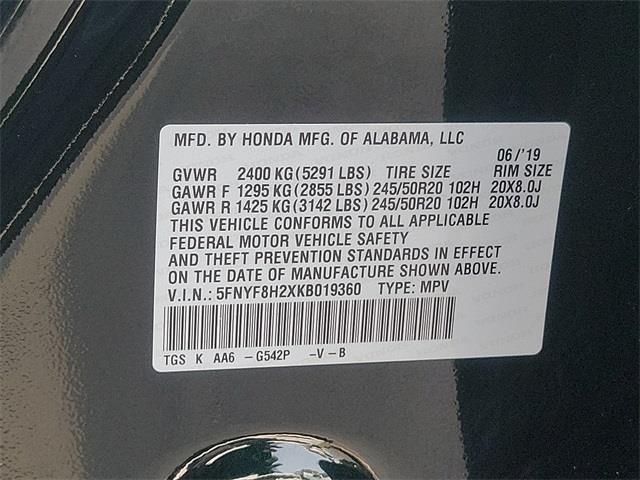 MFD. BY HONDA MFG. OF ALABAMA, LLC
06/'19
GVWR 2400 KG (5291 LBS) TIRE SIZE RIM SIZE
GAWR F 1295 KG (2855 LBS) 245/50R20 102H 20X8.0J
GAWR R 1425 KG (3142 LBS) 245/50R20 102H 20X8.0J
THIS VEHICLE CONFORMS TO ALL APPLICABLE
FEDERAL MOTOR VEHICLE SAFETY
AND THEFT PREVENTION STANDARDS IN EFFECT
ON THE DATE OF MANUFACTURE SHOWN ABOVE.
V.I.N.: 5FNYF8H2XKB019360 TYPE: MPV
TGS K AA6 -G542P -V-B